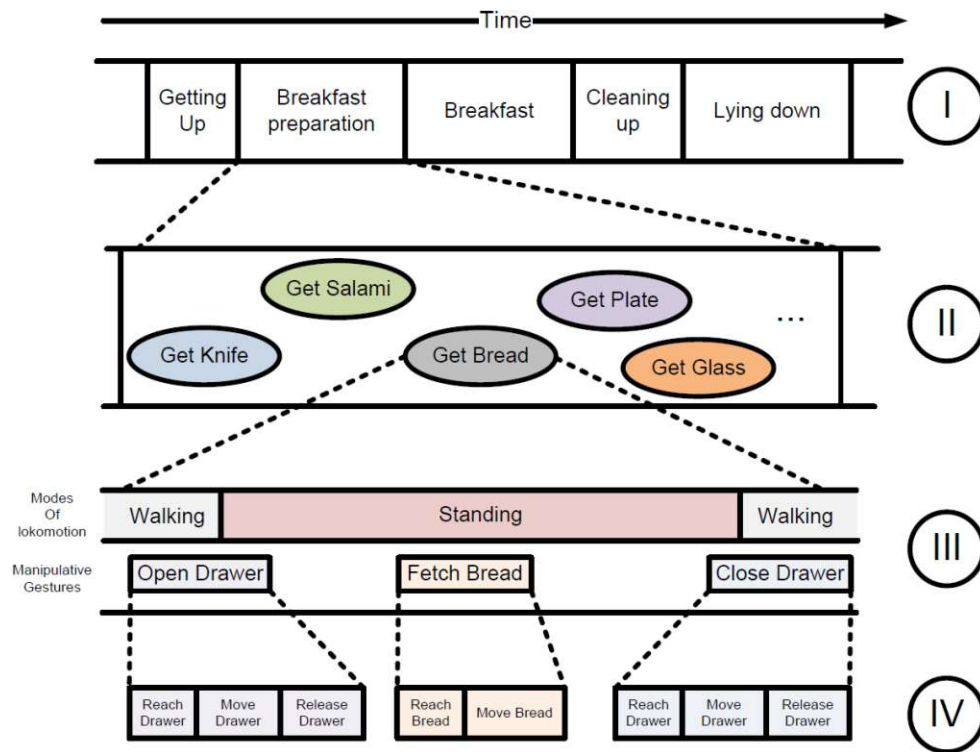 Time
Getting
Up
Breakfast
preparation
Breakfast
Cleaning
up
Lying down
I
Get Salami
Get Plate
...
Get Knife
Get Bread
Get Glass
II
Modes
Of
lokomotion
Walking
Standing
Walking
III
Manipulative
Gestures
Open Drawer
Fetch Bread
Close Drawer
Reach
Drawer
Move
Drawer
Release
Drawer
Reach
Bread
Move Bread
Reach
Drawer
Move
Drawer
Release
Drawer
IV